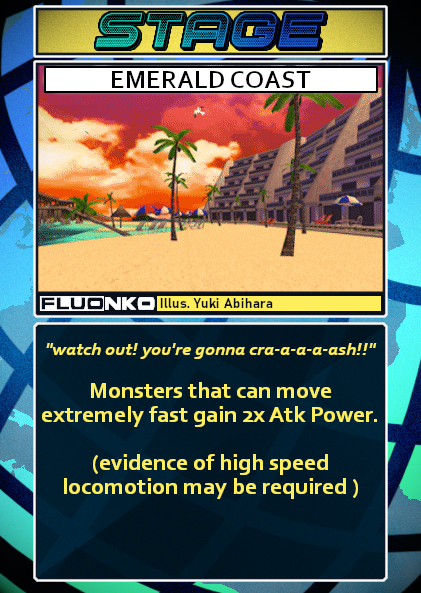 STAGE
EMERALD COAST
FLUONKO Illus. Yuki Abihara
"watch out! you're gonna cra-a-a-a-ash!!"
Monsters that can move
extremely fast gain 2x Atk Power.
(evidence of high speed
locomotion may be required )